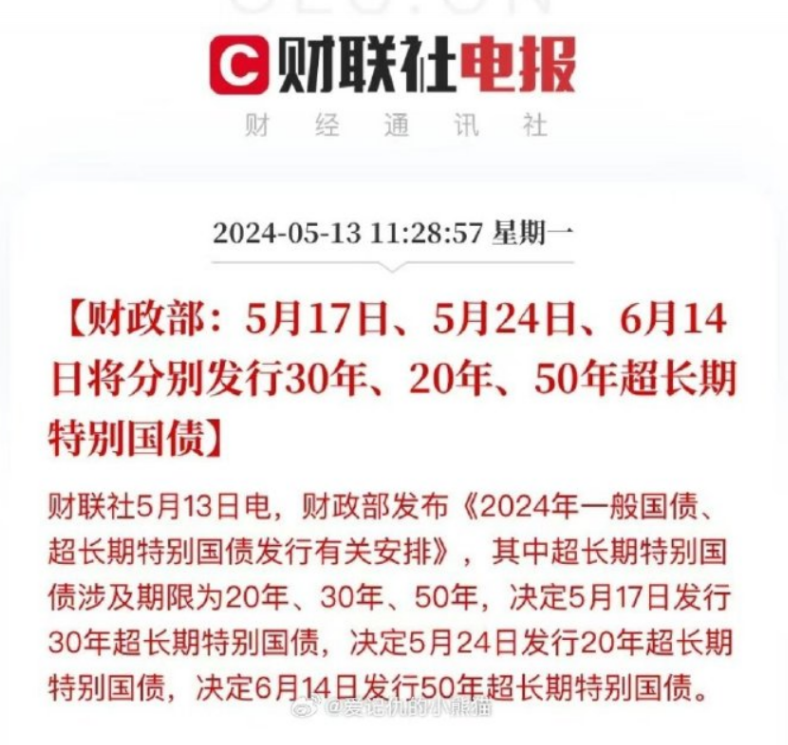 C 财联社电报
财经通讯社
2024-05-13 11:28:57 星期一
【财政部：5月17日、5月24日、6月14
日将分别发行30年、20年、50年超长期
特别国债】
财联社5月13日电，财政部发布《2024年一般国债、
超长期特别国债发行有关安排》，其中超长期特别国
债涉及期限为20年、30年、50年，决定5月17日发行
30年超长期特别国债，决定5月24日发行20年超长期
特别国债，决定6月14日发行50年超长期特别国债。
@爱记仇的小熊猫